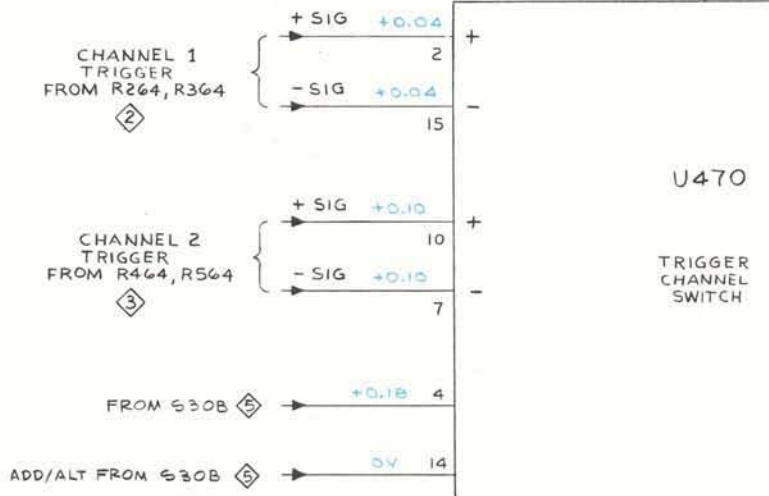 + SIG +0.04
2 +
CHANNEL 1
TRIGGER
FROM R264, R364
2
- SIG +0.04
15 -
U470
TRIGGER
CHANNEL
SWITCH
+ SIG +0.10
10 +
CHANNEL 2
TRIGGER
FROM R464, R564
3
- SIG +0.10
7 -
FROM S30B 5 +0.18 4
ADD/ALT FROM S30B 5 0V 14